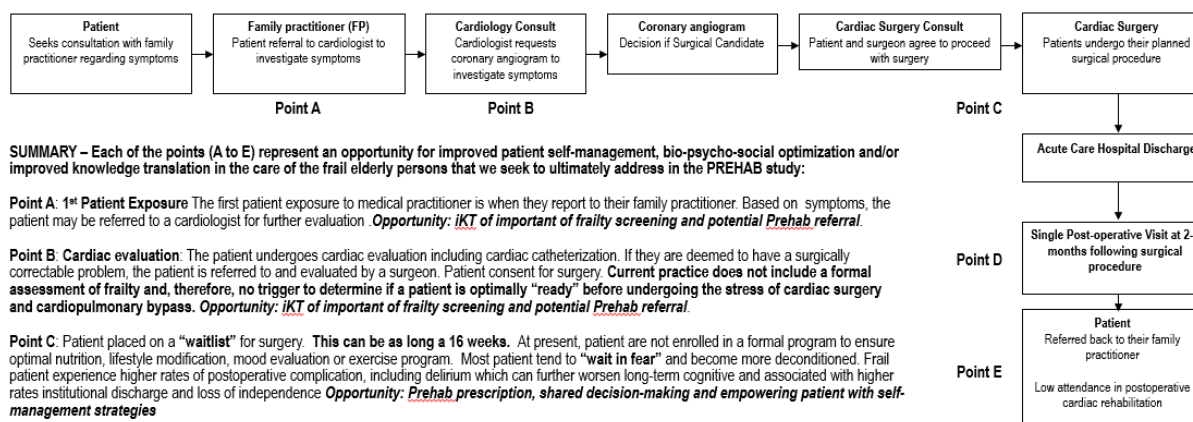 Patient
Seeks consultation with family
practitioner regarding symptoms
Family practitioner (FP)
Patient referral to cardiologist to
investigate symptoms
Cardiology Consult
Cardiologist requests
coronary angiogram to
investigate symptoms
Coronary angiogram
Decision if Surgical Candidate
Cardiac Surgery Consult
Patient and surgeon agree to proceed
with surgery
Cardiac Surgery
Patients undergo their planned
surgical procedure
Point A
Point B
Point C
Acute Care Hospital Discharge
Point D
Single Post-operative Visit at 2-
months following surgical
procedure
Point E
Patient
Referred back to their family
practitioner
Low attendance in postoperative
cardiac rehabilitation
SUMMARY – Each of the points (A to E) represent an opportunity for improved patient self-management, bio-psycho-social optimization and/or
improved knowledge translation in the care of the frail elderly persons that we seek to ultimately address in the PREHAB study:
Point A: 1st Patient Exposure The first patient exposure to medical practitioner is when they report to their family practitioner. Based on symptoms, the
patient may be referred to a cardiologist for further evaluation .Opportunity: iKT of important of frailty screening and potential Prehab referral.
Point B: Cardiac evaluation: The patient undergoes cardiac evaluation including cardiac catheterization. If they are deemed to have a surgically
correctable problem, the patient is referred to and evaluated by a surgeon. Patient consent for surgery. Current practice does not include a formal
assessment of frailty and, therefore, no trigger to determine if a patient is optimally “ready” before undergoing the stress of cardiac surgery
and cardiopulmonary bypass. Opportunity: iKT of important of frailty screening and potential Prehab referral.
Point C: Patient placed on a “waitlist” for surgery. This can be as long a 16 weeks. At present, patient are not enrolled in a formal program to ensure
optimal nutrition, lifestyle modification, mood evaluation or exercise program. Most patient tend to “wait in fear” and become more deconditioned. Frail
patient experience higher rates of postoperative complication, including delirium which can further worsen long-term cognitive and associated with higher
rates institutional discharge and loss of independence Opportunity: Prehab prescription, shared decision-making and empowering patient with self-
management strategies